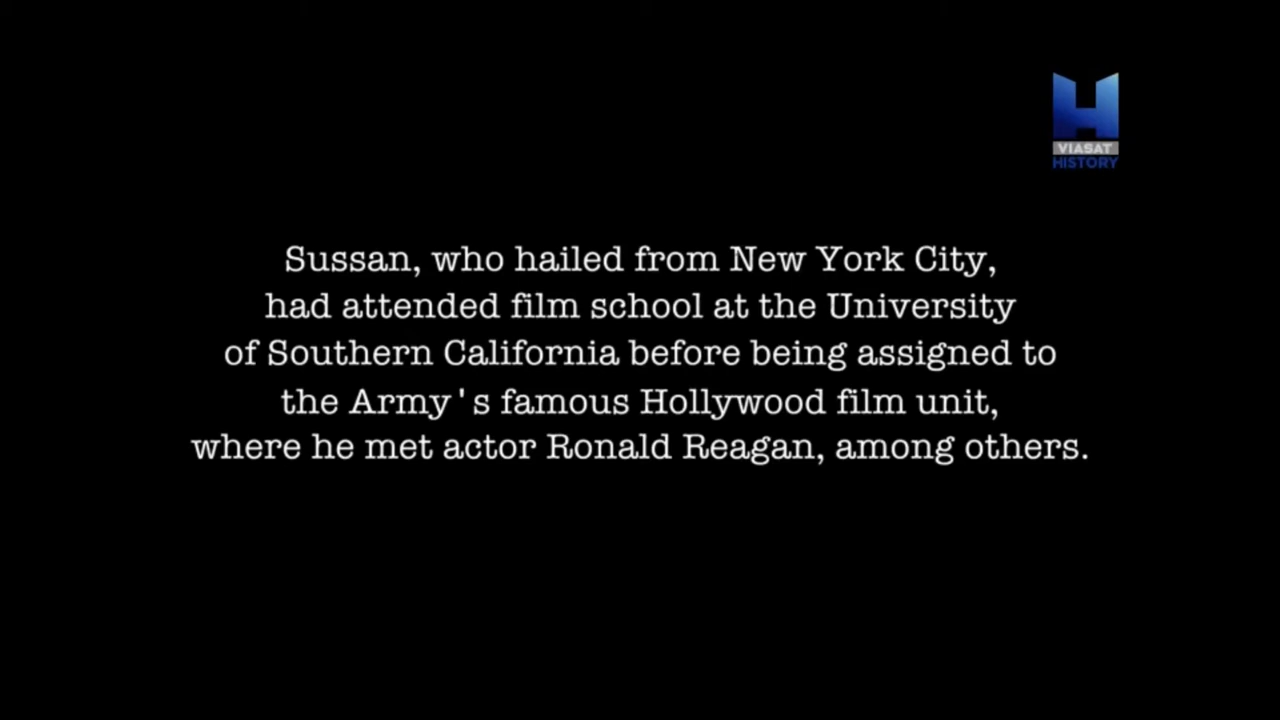 VIASAT
HISTORY
Sussan, who hailed from New York City,
had attended film school at the University
of Southern California before being assigned to
the Army's famous Hollywood film unit,
where he met actor Ronald Reagan, among others.